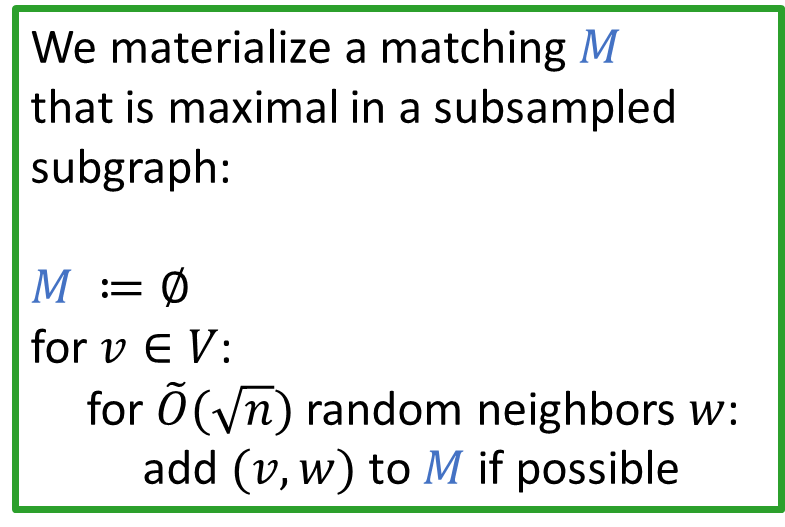 We materialize a matching M
that is maximal in a subsampled
subgraph:
M := ∅
for v ∈ V:
for Õ(√n) random neighbors w:
add (v, w) to M if possible